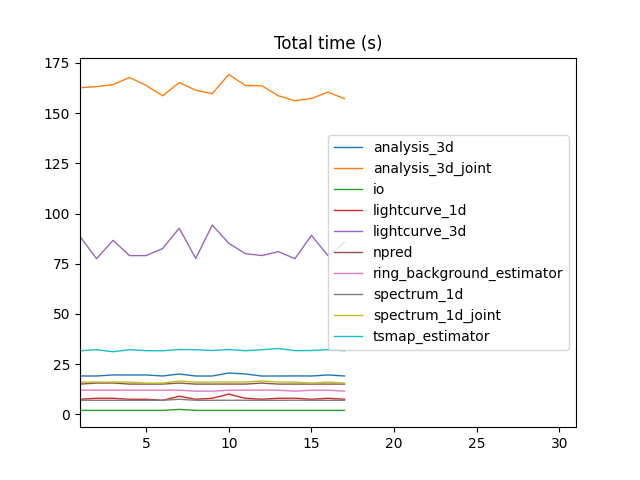 Total time (s)
175
150
125
100
75
50
25
0
analysis_3d
analysis_3d_joint
io
lightcurve_1d
lightcurve_3d
npred
ring_background_estimator
spectrum_1d
spectrum_1d_joint
tsmap_estimator
5 10 15 20 25 30